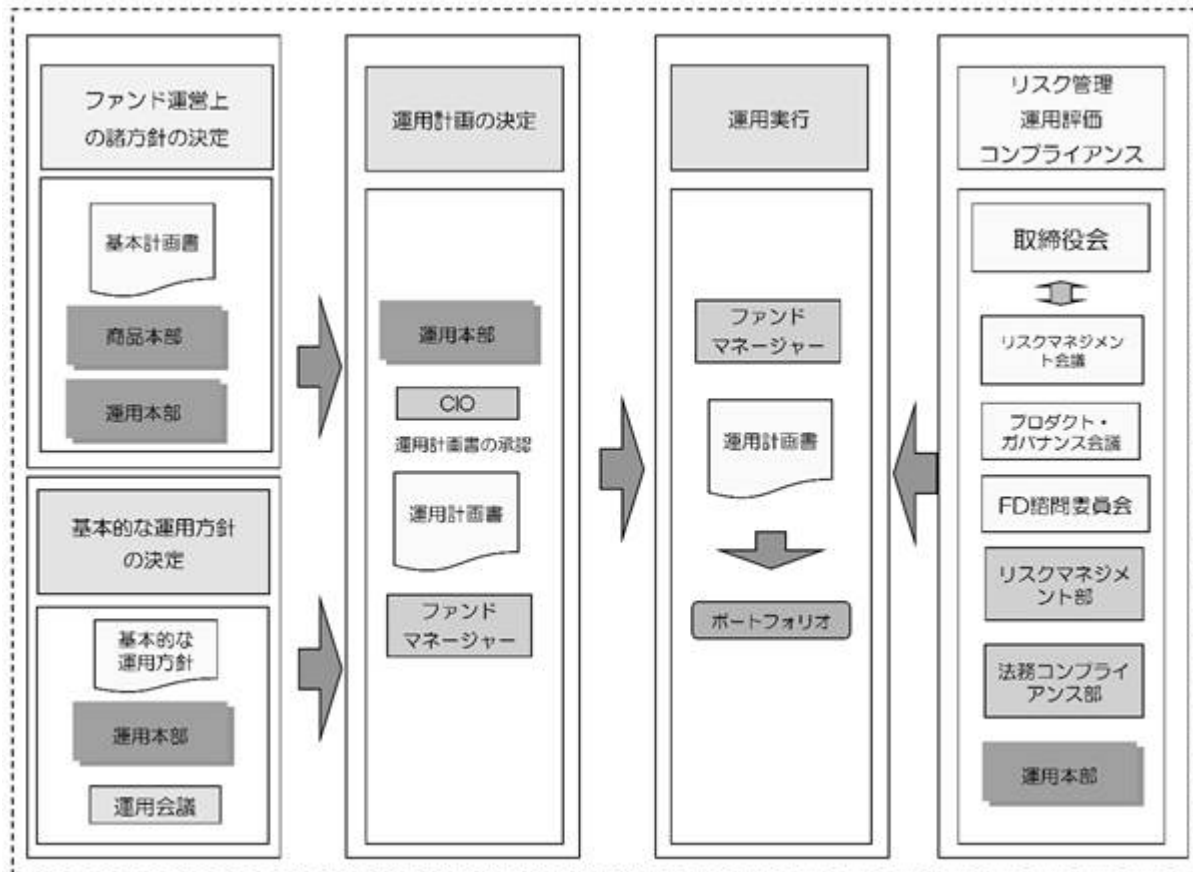 ファンド運営上
の諸方針の決定
基本計画書
商品本部
運用本部
基本的な運用方針
の決定
基本的な
運用方針
運用本部
運用会議
運用計画の決定
運用本部
CIO
運用計画書の承認
運用計画書
ファンド
マネージャー
運用実行
ファンド
マネージャー
運用計画書
ポートフォリオ
リスク管理
運用評価
コンプライアンス
取締役会
リスクマネジメン
ト会議
プロダクト・
ガバナンス会議
FD諮問委員会
リスクマネジメ
ント部
法務コンプライ
アンス部
運用本部